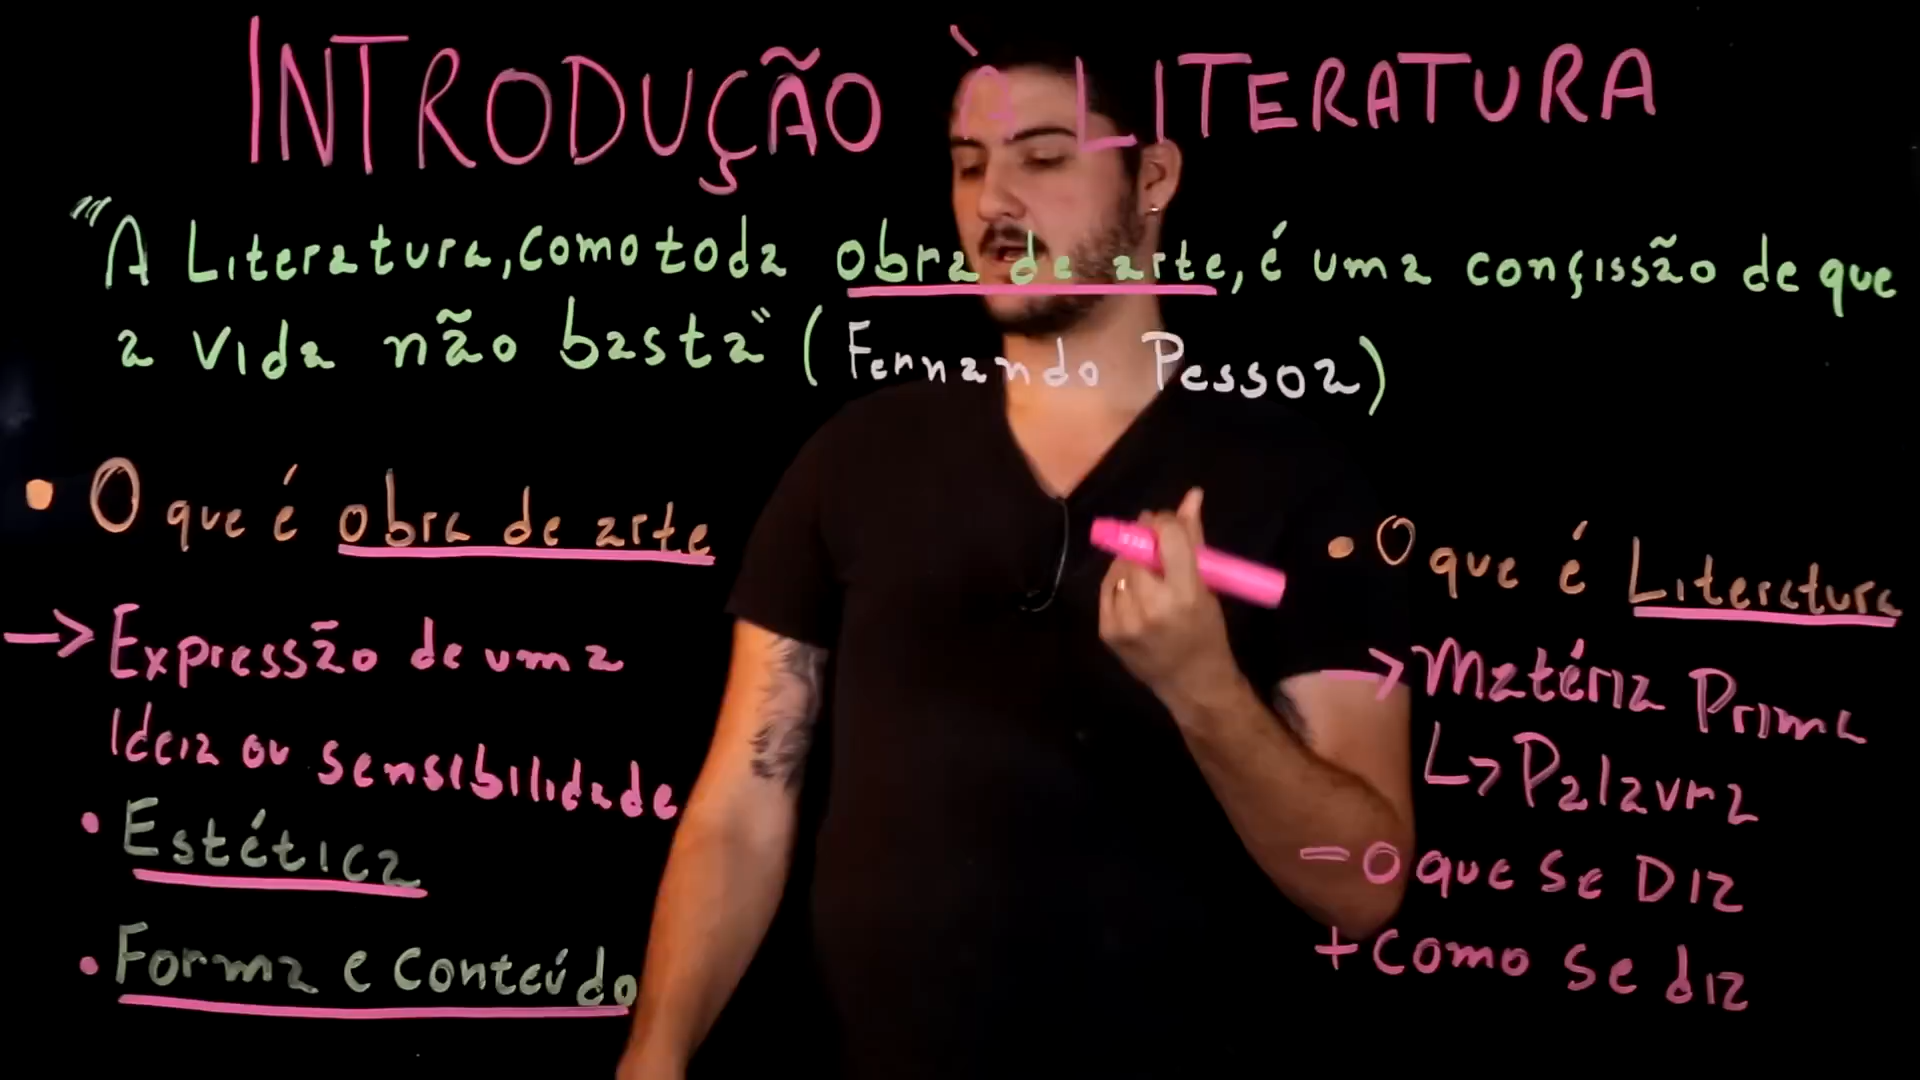 INTRODUÇÃO À LITERATURA
"A Literatura, como toda obra de arte, é uma confissão de que
a vida não basta" (Fernando Pessoa)
• O que é obra de arte
→ Expressão de uma
Ideia ou sensibilidade
• Estética
• Forma e Conteúdo
• O que é Literatura
→ Matéria Prima
↳ Palavra
- O que se Diz
+ Como se diz